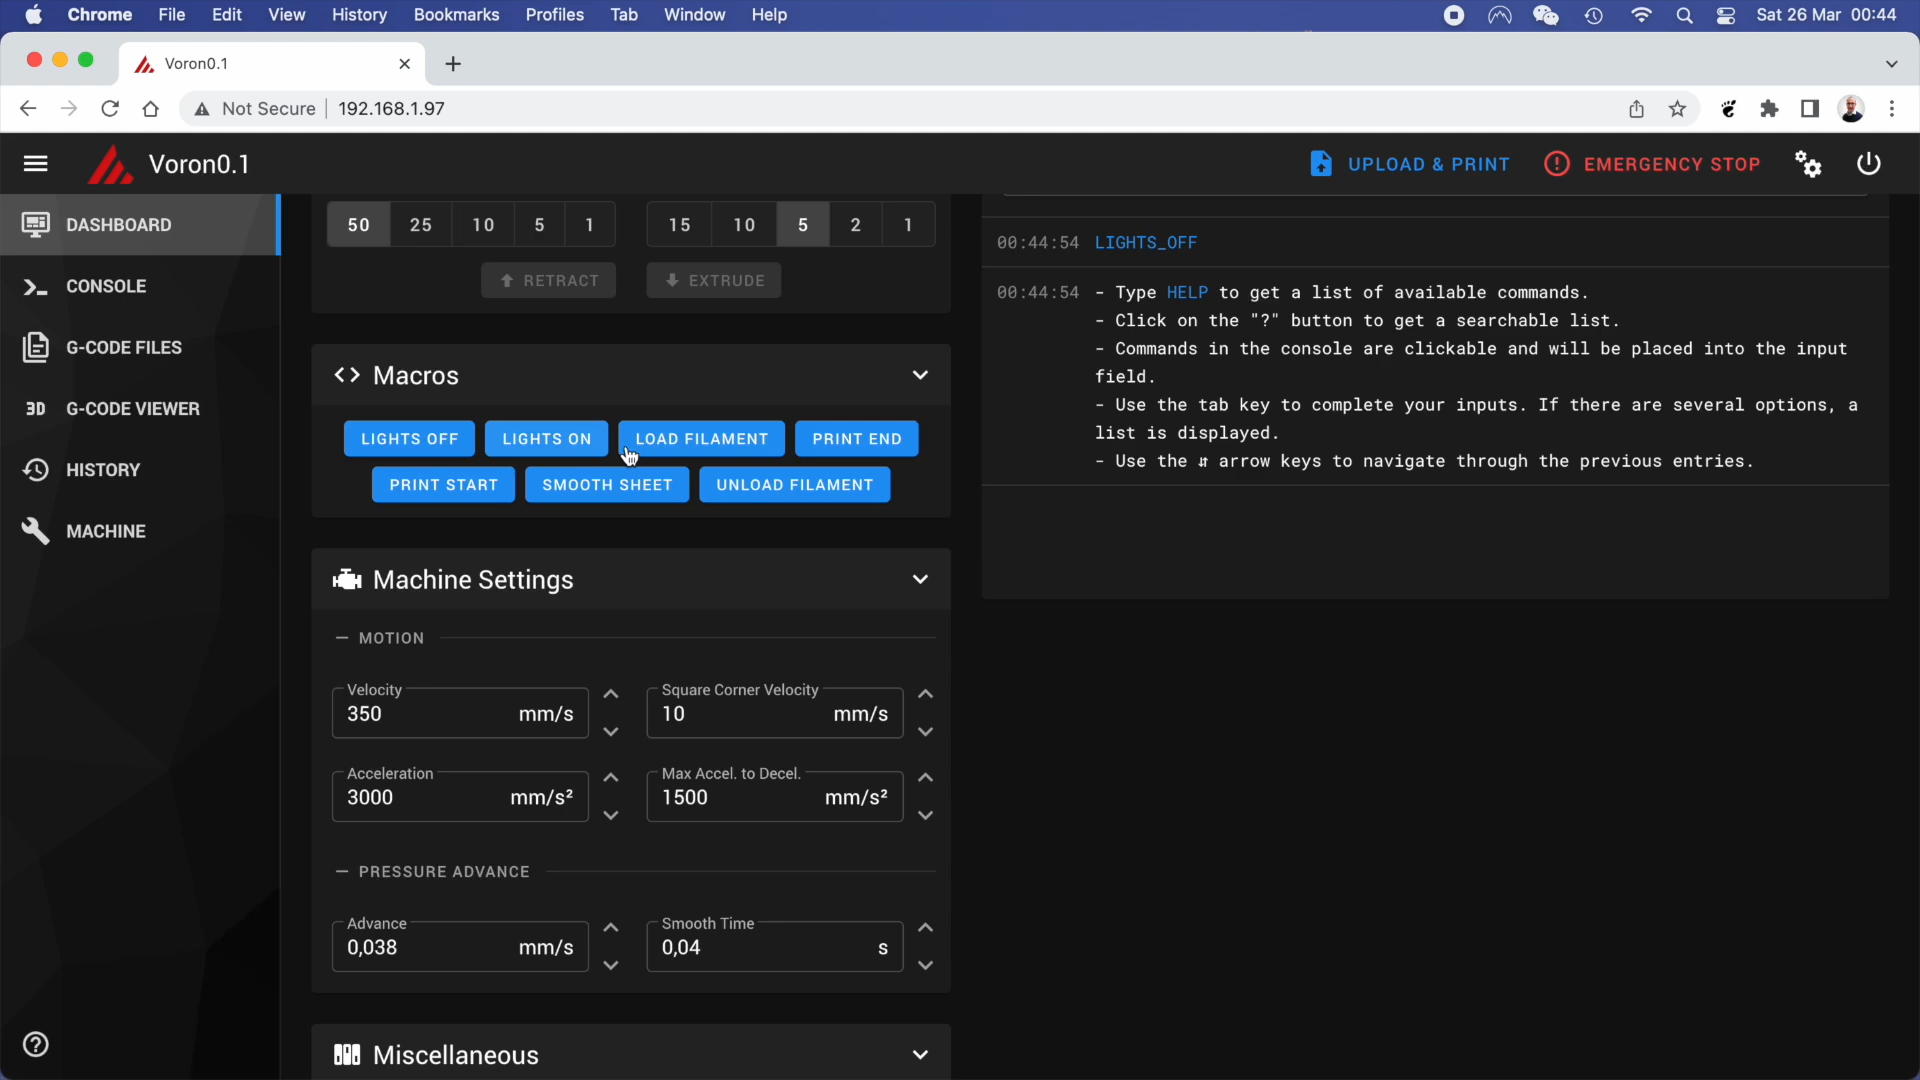 Chrome File Edit View History Bookmarks Profiles Tab Window Help Sat 26 Mar 00:44
Voron0.1
Not Secure 192.168.1.97
Voron0.1 UPLOAD & PRINT EMERGENCY STOP
DASHBOARD
CONSOLE
G-CODE FILES
3D G-CODE VIEWER
HISTORY
MACHINE
50 25 10 5 1 15 10 5 2 1
RETRACT EXTRUDE
<> Macros
LIGHTS OFF LIGHTS ON LOAD FILAMENT PRINT END
PRINT START SMOOTH SHEET UNLOAD FILAMENT
Machine Settings
MOTION
Velocity Square Corner Velocity
350 mm/s 10 mm/s
Acceleration Max Accel. to Decel.
3000 mm/s² 1500 mm/s²
PRESSURE ADVANCE
Advance Smooth Time
0,038 mm/s 0,04 s
Miscellaneous
00:44:54 LIGHTS_OFF
00:44:54 - Type HELP to get a list of available commands.
- Click on the "?" button to get a searchable list.
- Commands in the console are clickable and will be placed into the input
field.
- Use the tab key to complete your inputs. If there are several options, a
list is displayed.
- Use the ⇵ arrow keys to navigate through the previous entries.